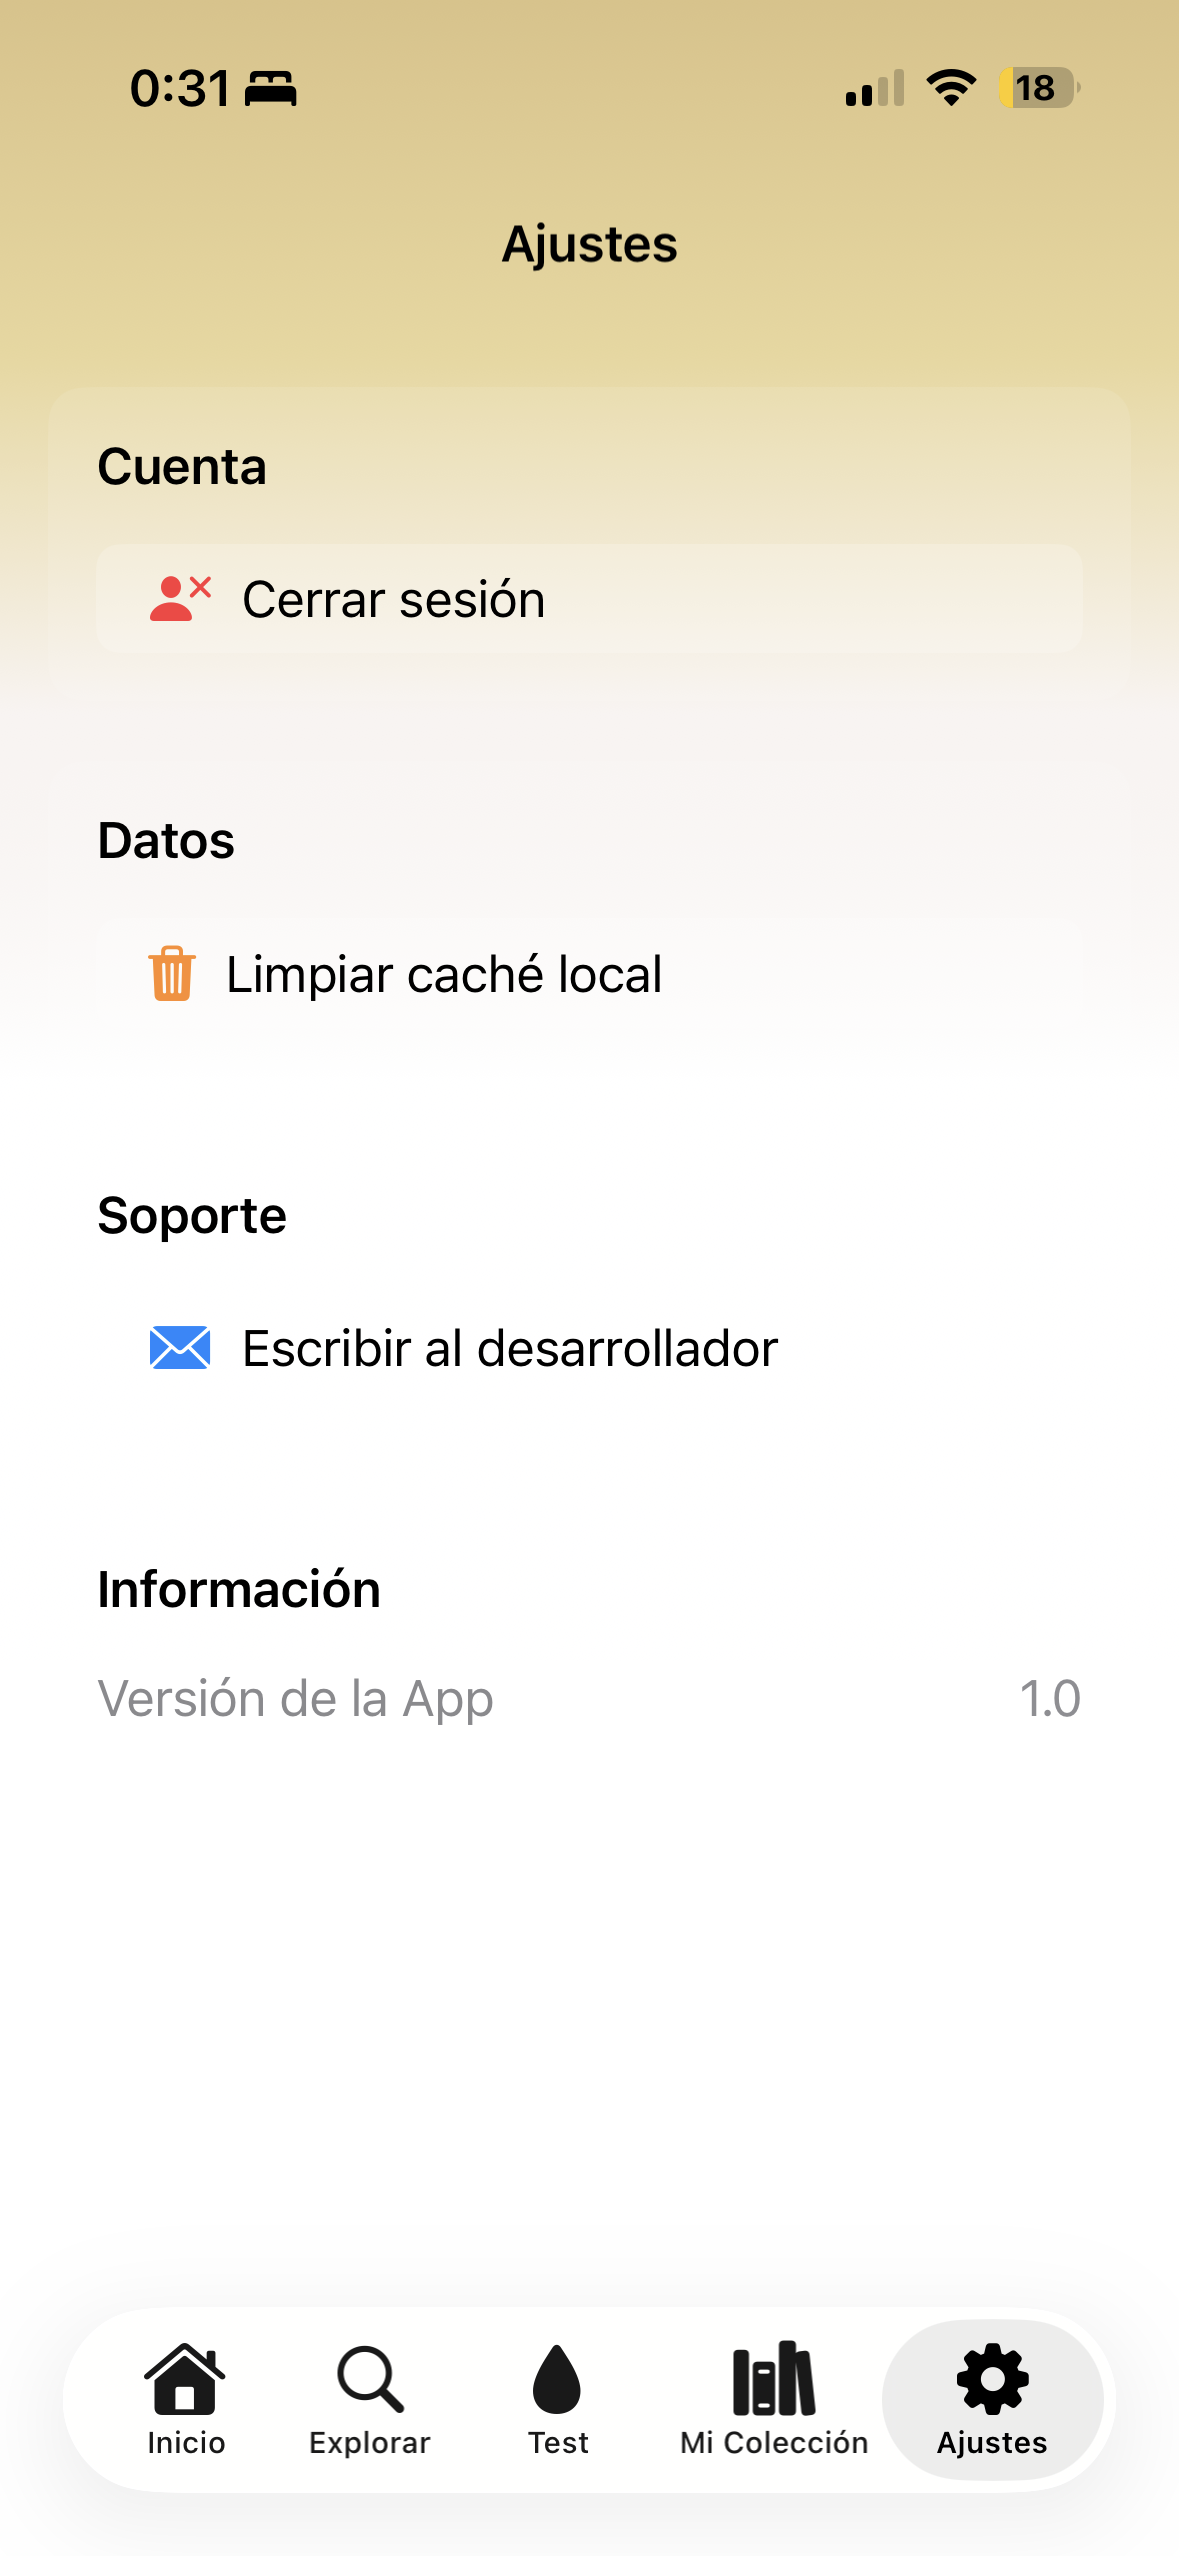 0:31
18
Ajustes
Cuenta
Cerrar sesión
Datos
Limpiar caché local
Soporte
Escribir al desarrollador
Información
Versión de la App 1.0
Inicio Explorar Test Mi Colección Ajustes